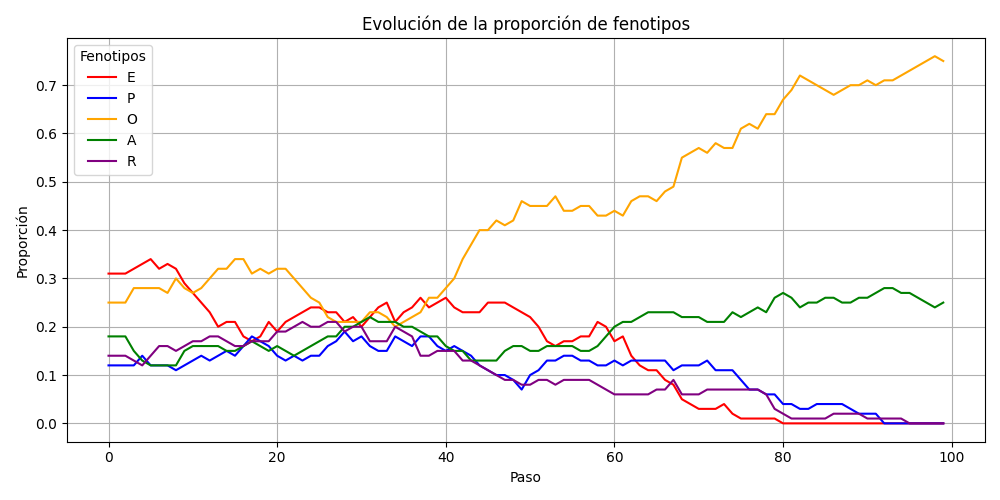 Evolución de la proporción de fenotipos
Fenotipos
E
P
O
A
R
Proporción
0.7
0.6
0.5
0.4
0.3
0.2
0.1
0.0
0 20 40 60 80 100
Paso